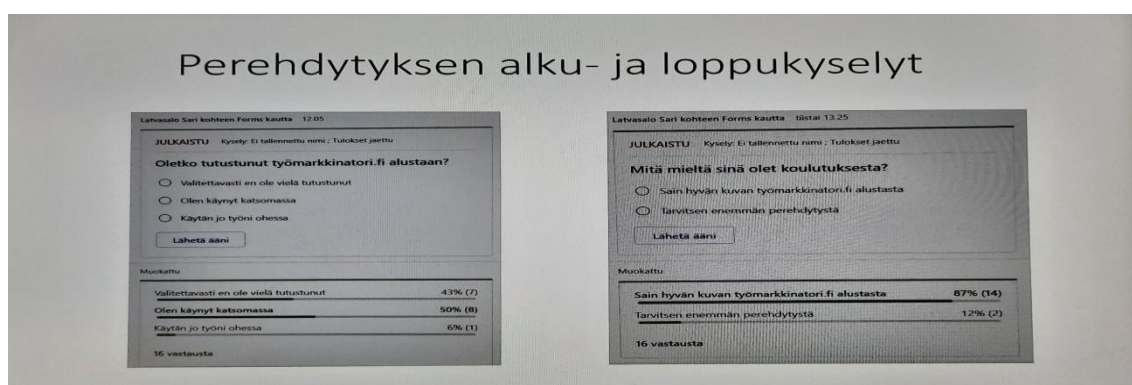 Perehdytyksen alku- ja loppukyselyt
Latvasalo Sari kohteen Forms kautta 12.05
JULKAISTU Kysely: Ei tallennettu nimi ; Tulokset jaettu
Oletko tutustunut työmarkkinatori.fi alustaan?
Valitettavasti en ole vielä tutustunut
Olen käynyt katsomassa
Käytän jo työni ohessa
Lähetä ääni
Muokattu
Valitettavasti en ole vielä tutustunut 43% (7)
Olen käynyt katsomassa 50% (8)
Käytän jo työni ohessa 6% (1)
16 vastausta
Latvasalo Sari kohteen Forms kautta tiistai 13.25
JULKAISTU Kysely: Ei tallennettu nimi ; Tulokset jaettu
Mitä mieltä sinä olet koulutuksesta?
Sain hyvän kuvan työmarkkinatori.fi alustasta
Tarvitsen enemmän perehdytystä
Lähetä ääni
Muokattu
Sain hyvän kuvan työmarkkinatori.fi alustasta 87% (14)
Tarvitsen enemmän perehdytystä 12% (2)
16 vastausta